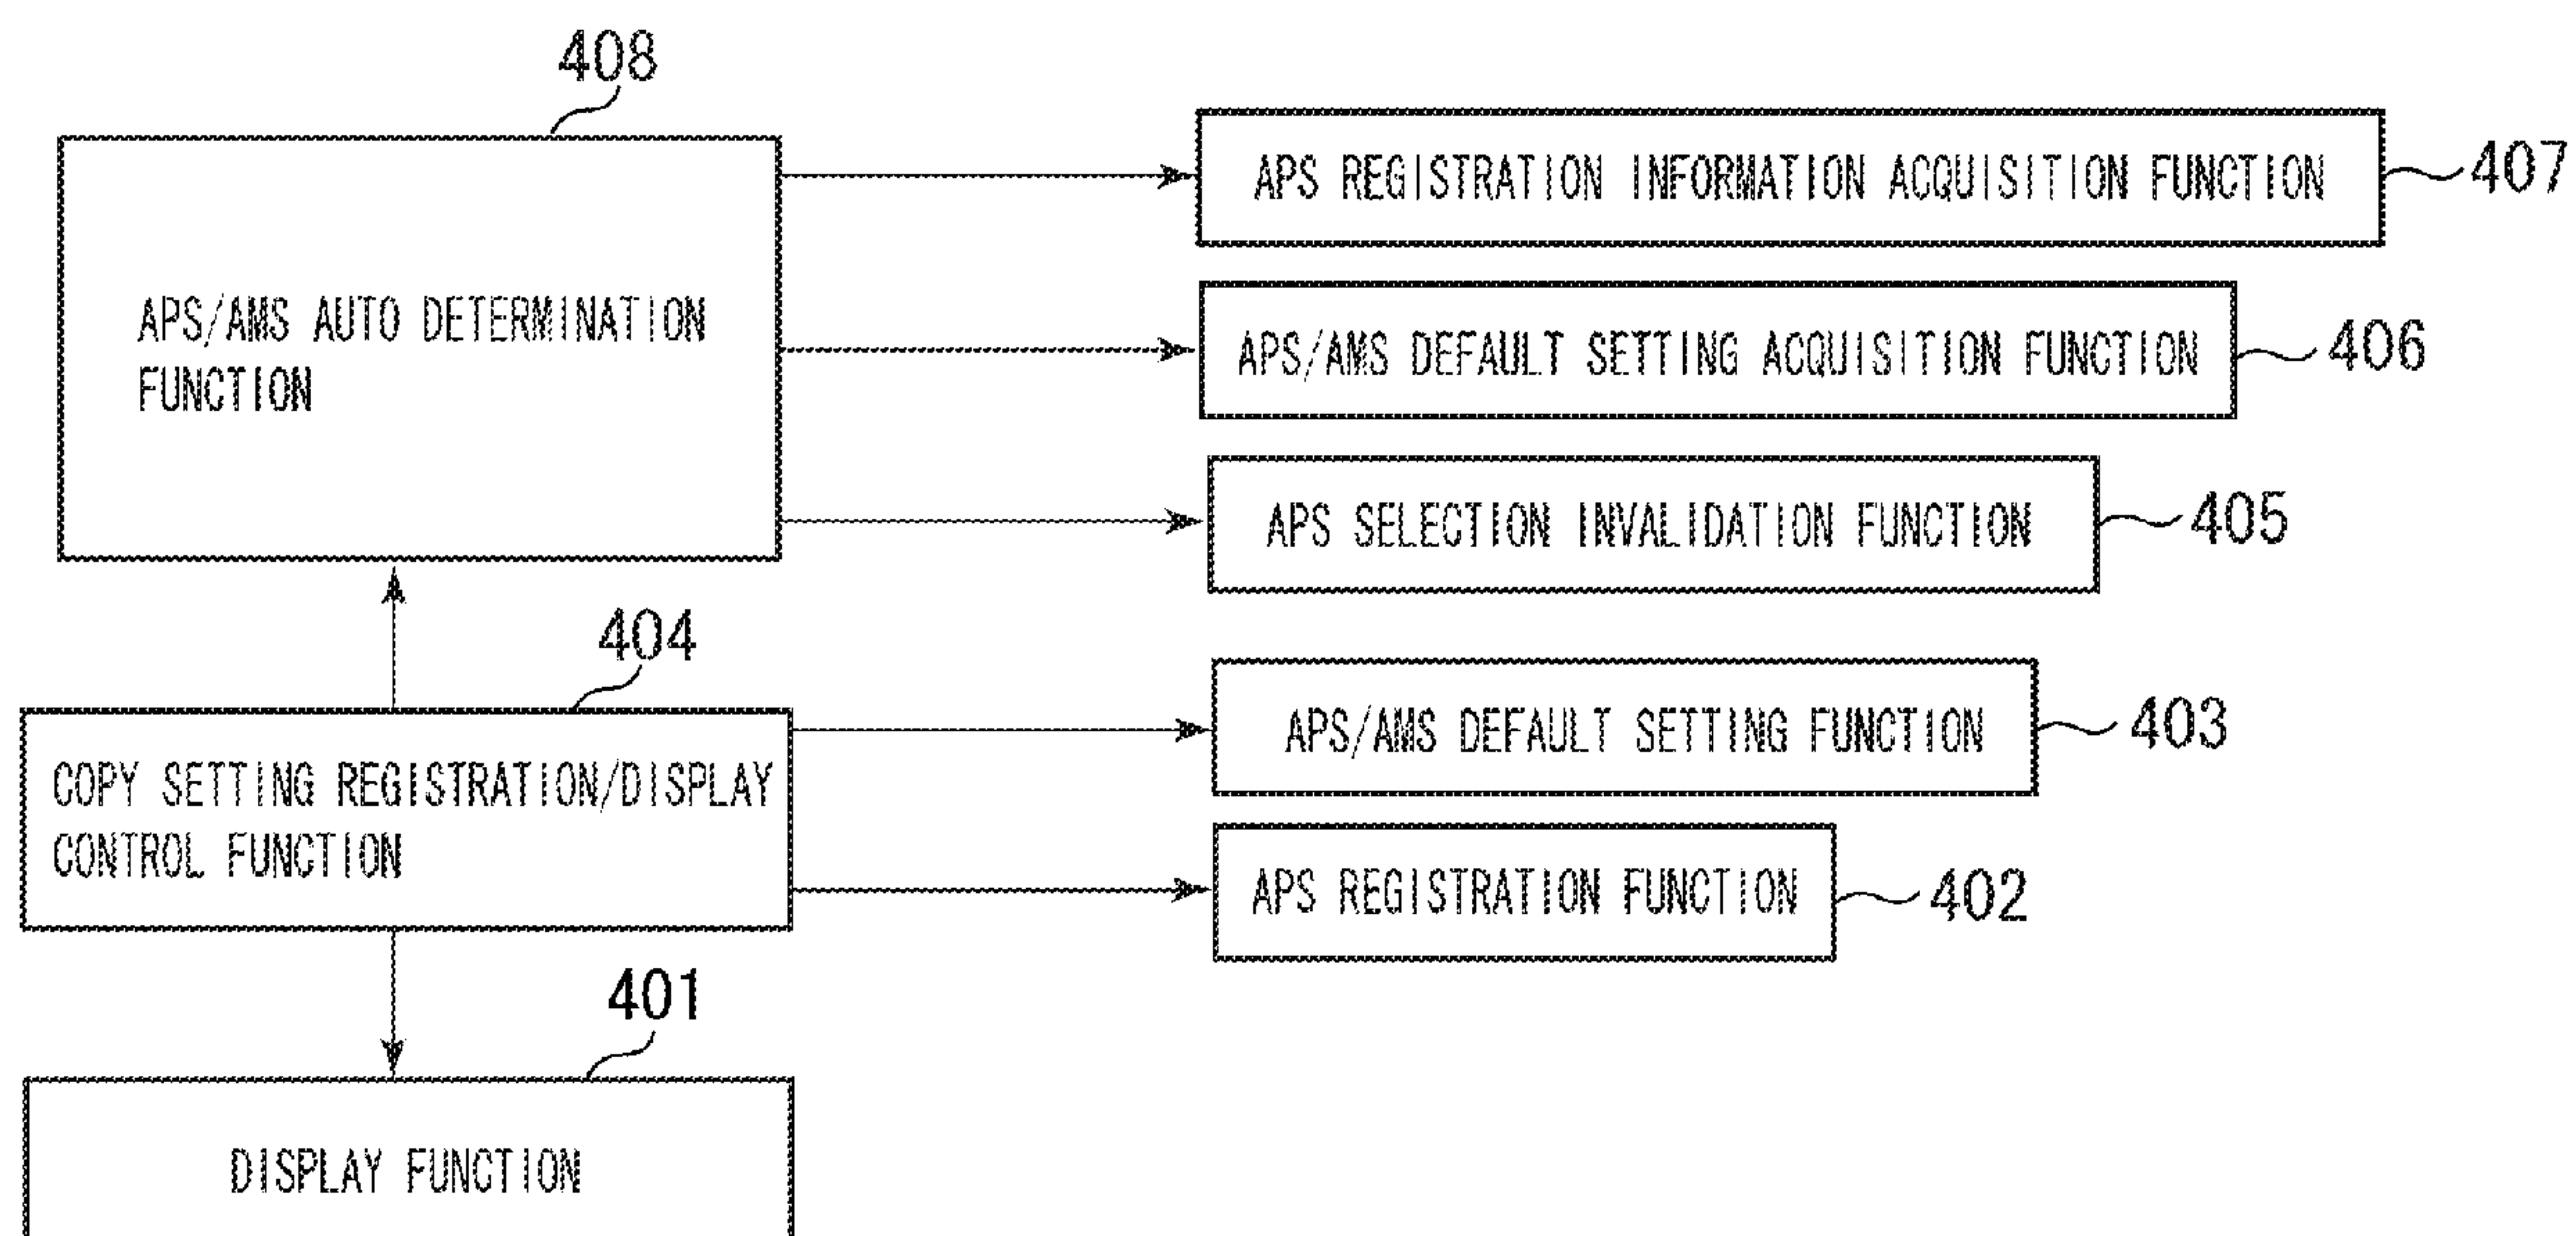 408
APS REGISTRATION INFORMATION ACQUISITION FUNCTION
407
APS/AMS AUTO DETERMINATION
FUNCTION
APS/AMS DEFAULT SETTING ACQUISITION FUNCTION
406
APS SELECTION INVALIDATION FUNCTION
405
404
COPY SETTING REGISTRATION/DISPLAY
CONTROL FUNCTION
APS/AMS DEFAULT SETTING FUNCTION
403
APS REGISTRATION FUNCTION
402
401
DISPLAY FUNCTION